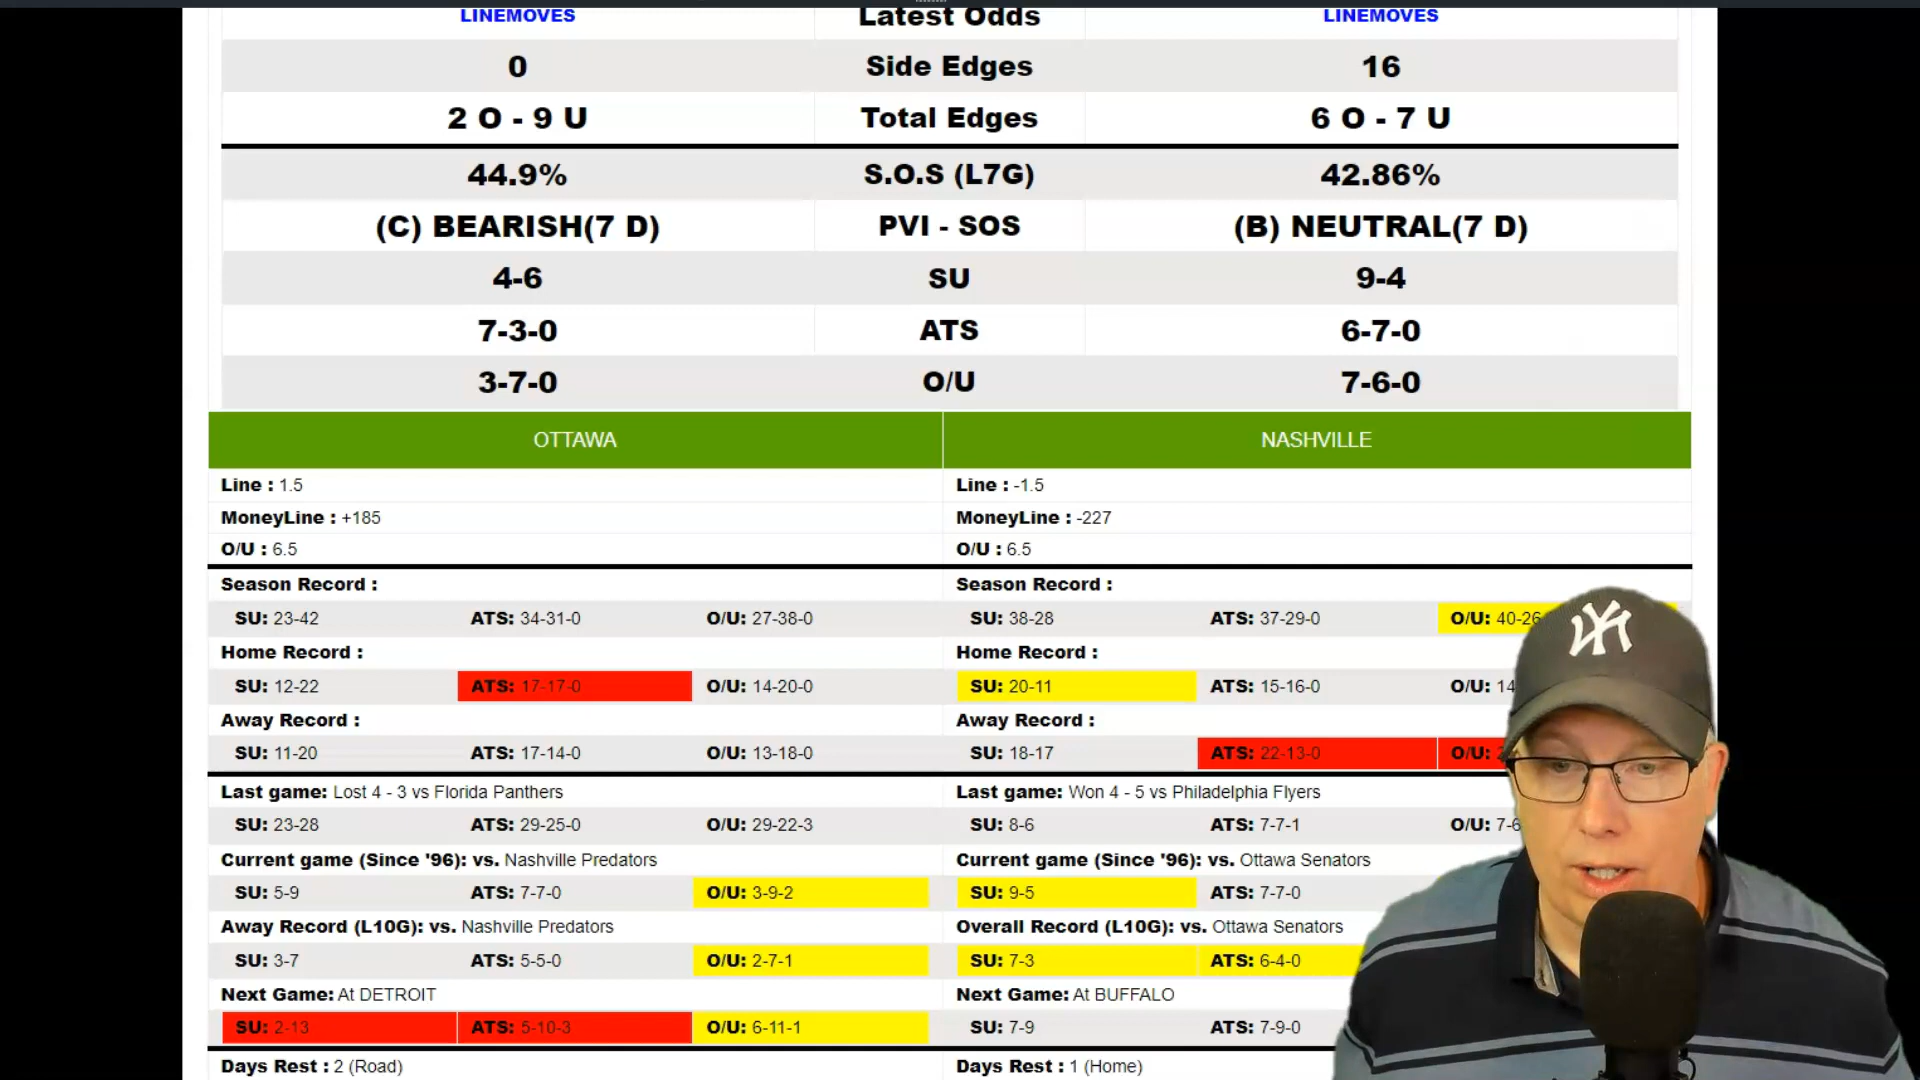 LINEMOVES Latest Odds LINEMOVES
0 Side Edges 16
2 O - 9 U Total Edges 6 O - 7 U
44.9% S.O.S (L7G) 42.86%
(C) BEARISH(7 D) PVI - SOS (B) NEUTRAL(7 D)
4-6 SU 9-4
7-3-0 ATS 6-7-0
3-7-0 O/U 7-6-0
OTTAWA NASHVILLE
Line : 1.5 Line : -1.5
MoneyLine : +185 MoneyLine : -227
O/U : 6.5 O/U : 6.5
Season Record : Season Record :
SU: 23-42 ATS: 34-31-0 O/U: 27-38-0 SU: 38-28 ATS: 37-29-0 O/U: 40-26
Home Record : Home Record :
SU: 12-22 ATS: 17-17-0 O/U: 14-20-0 SU: 20-11 ATS: 15-16-0 O/U: 14
Away Record : Away Record :
SU: 11-20 ATS: 17-14-0 O/U: 13-18-0 SU: 18-17 ATS: 22-13-0 O/U:
Last game: Lost 4 - 3 vs Florida Panthers Last game: Won 4 - 5 vs Philadelphia Flyers
SU: 23-28 ATS: 29-25-0 O/U: 29-22-3 SU: 8-6 ATS: 7-7-1 O/U: 7-6
Current game (Since '96): vs. Nashville Predators Current game (Since '96): vs. Ottawa Senators
SU: 5-9 ATS: 7-7-0 O/U: 3-9-2 SU: 9-5 ATS: 7-7-0
Away Record (L10G): vs. Nashville Predators Overall Record (L10G): vs. Ottawa Senators
SU: 3-7 ATS: 5-5-0 O/U: 2-7-1 SU: 7-3 ATS: 6-4-0
Next Game: At DETROIT Next Game: At BUFFALO
SU: 2-13 ATS: 5-10-3 O/U: 6-11-1 SU: 7-9 ATS: 7-9-0
Days Rest : 2 (Road) Days Rest : 1 (Home)
NY